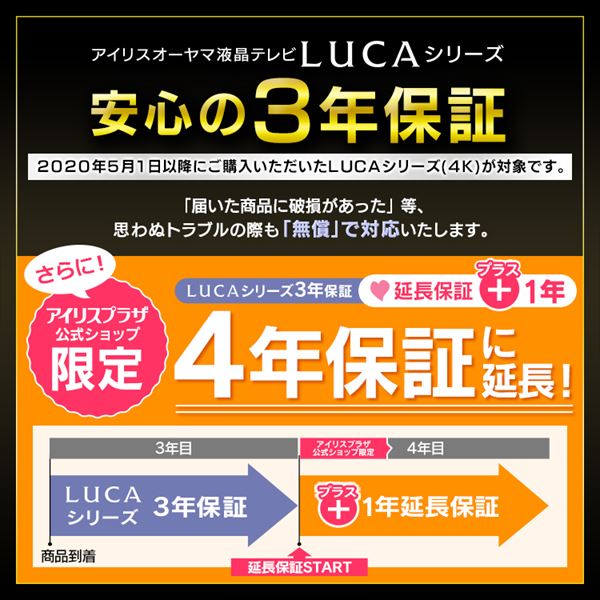 アイリスオーヤマ液晶テレビLUCAシリーズ
安心の3年保証
2020年5月1日以降にご購入いただいたLUCAシリーズ(4K)が対象です。
「届いた商品に破損があった」等、
思わぬトラブルの際も「無償」で対応いたします。
さらに!
アイリスプラザ
公式ショップ
限定
LUCAシリーズ3年保証
延長保証
プラス
+
1年
4年保証に
延長!
3年目
アイリスプラザ
公式ショップ限定
4年目
LUCA
シリーズ
3年保証
プラス
+
1年延長保証
商品到着
延長保証START